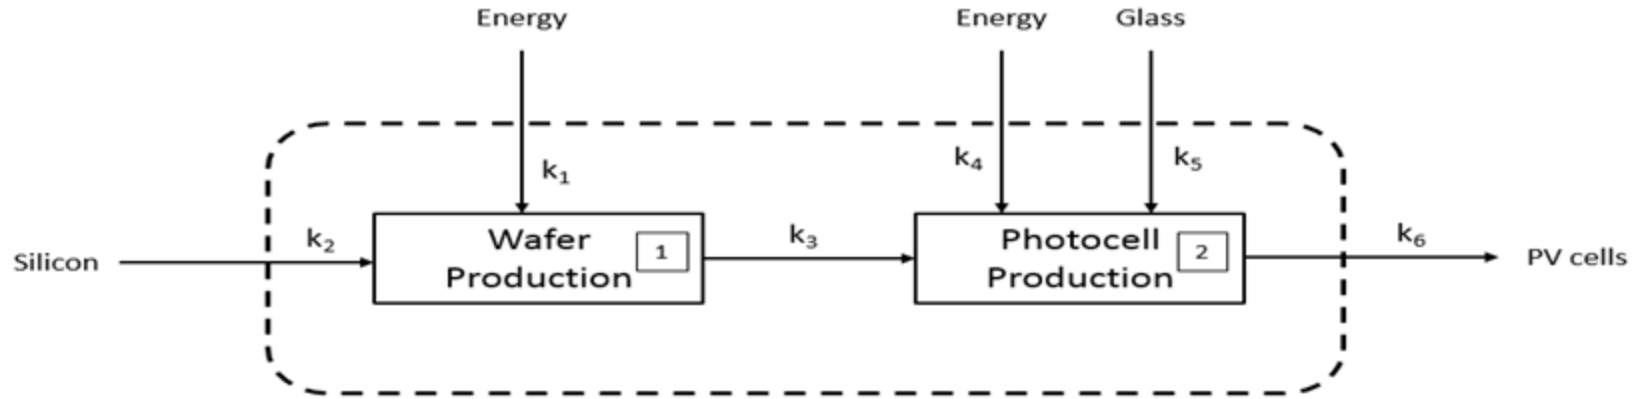 Energy
Energy
Glass
k₁
k₄
k₅
k₂
k₃
k₆
Silicon
Wafer
Production
1
Photocell
Production
2
PV cells